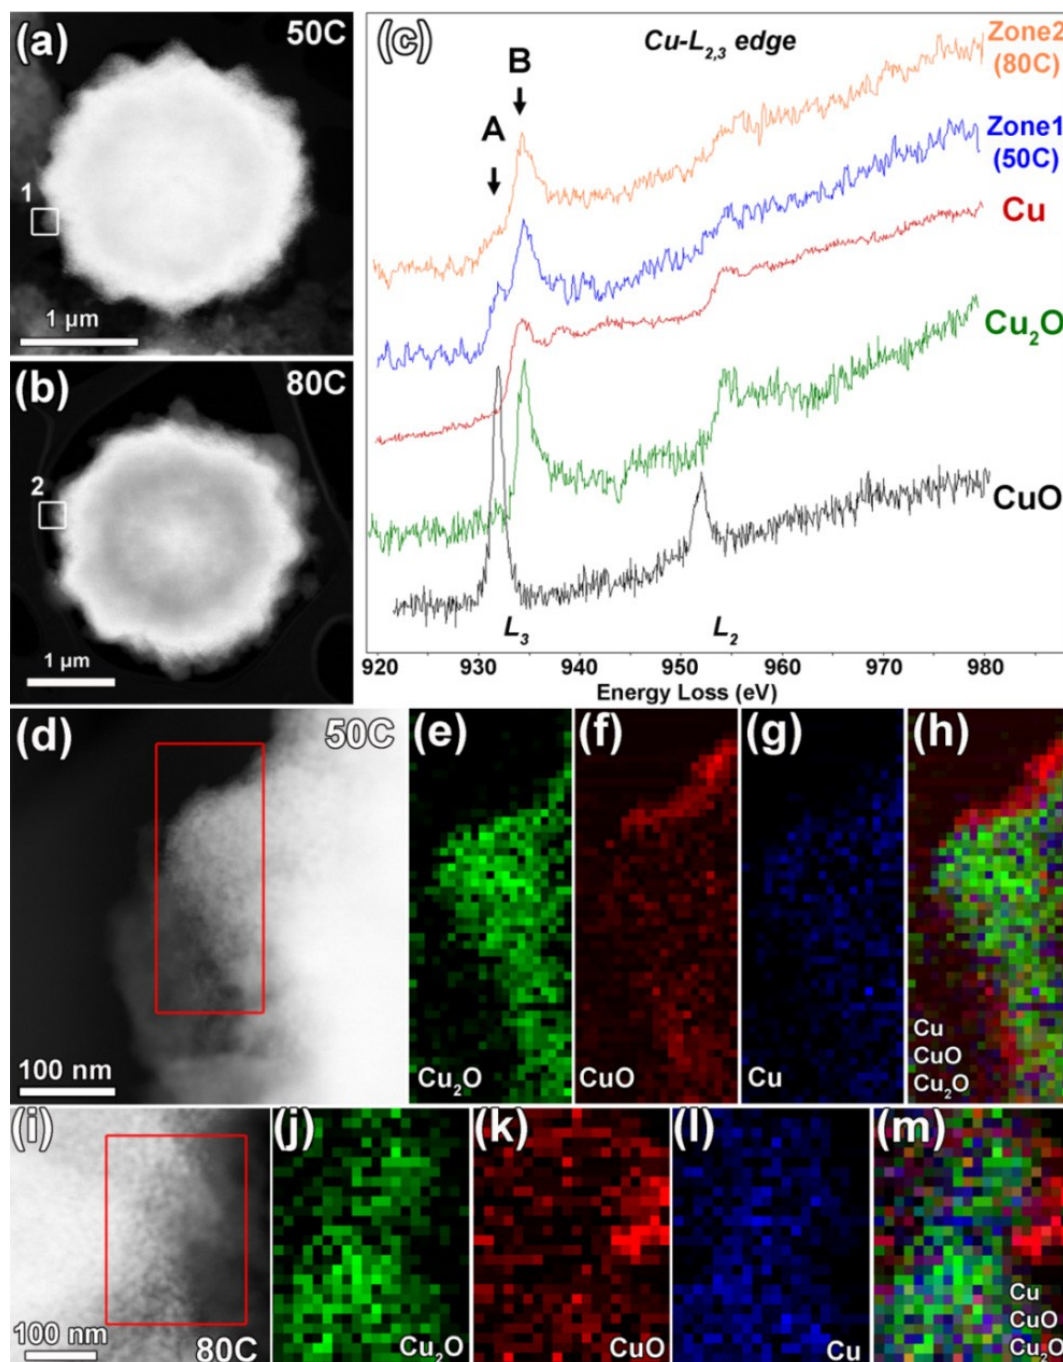 (a)
50C
1
1 µm
(b)
80C
2
1 µm
(c)
Cu-L2,3 edge
A
B
Zone2
(80C)
Zone1
(50C)
Cu
Cu2O
CuO
L3
L2
920 930 940 950 960 970 980
Energy Loss (eV)
(d)
50C
100 nm
(e)
Cu2O
(f)
CuO
(g)
Cu
(h)
Cu
CuO
Cu2O
(i)
100 nm
80C
(j)
Cu2O
(k)
CuO
(l)
Cu
(m)
Cu
CuO
Cu2O